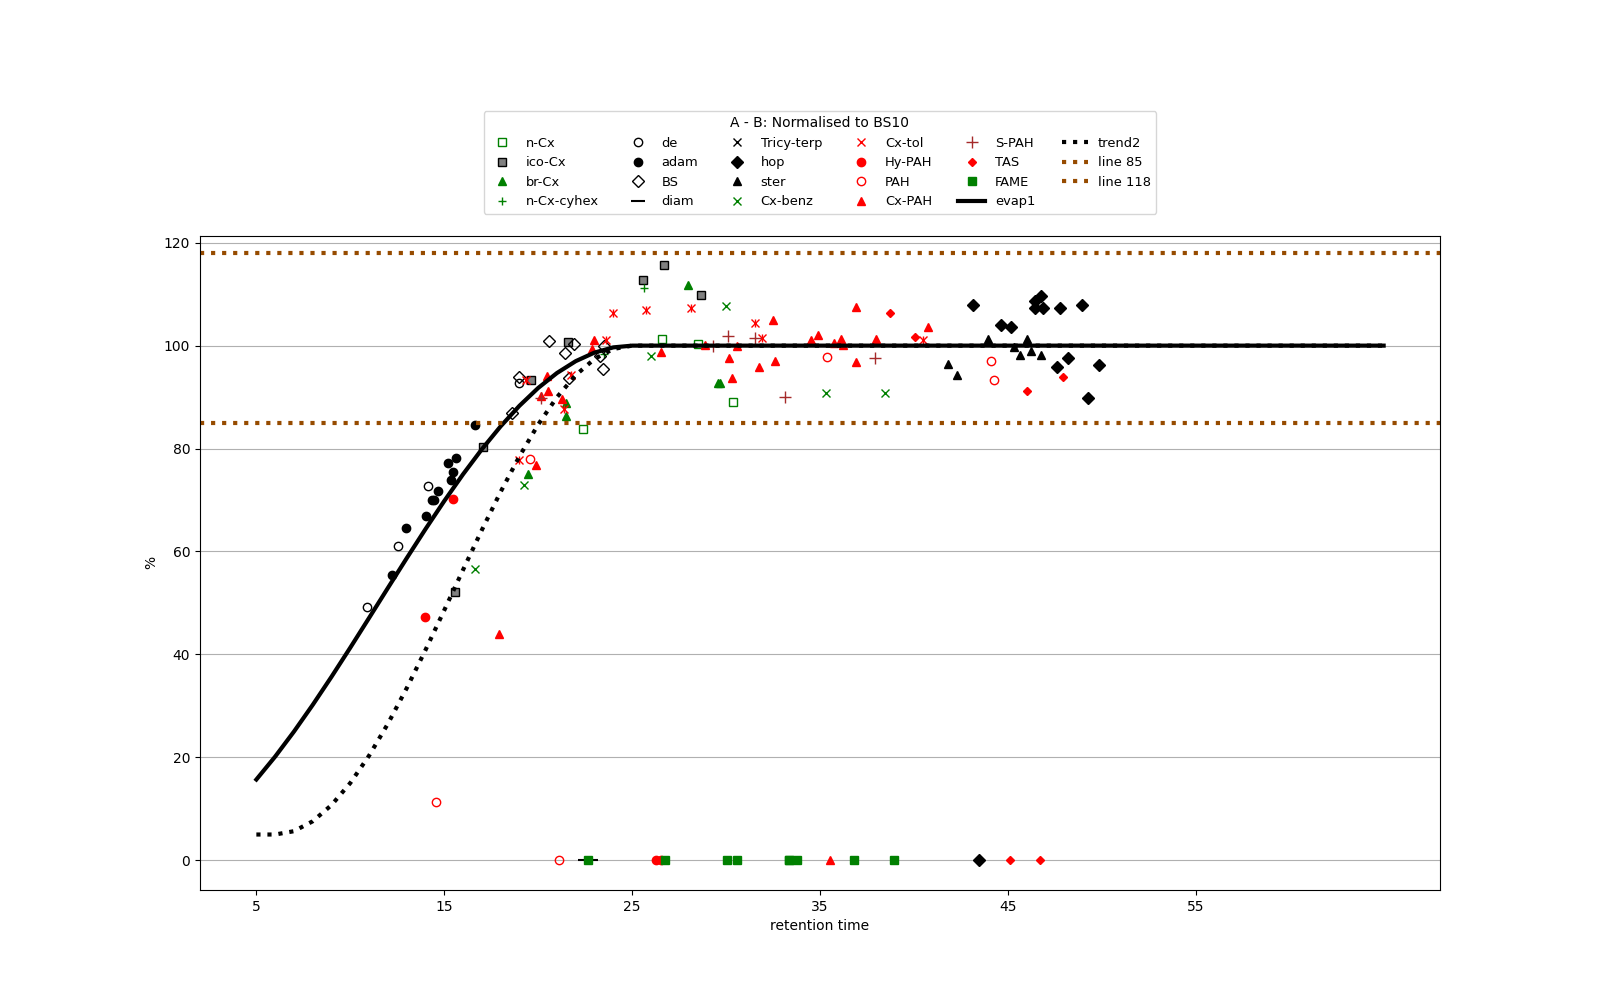 A - B: Normalised to BS10
n-Cx de Tricy-terp Cx-tol S-PAH trend2
ico-Cx adam hop Hy-PAH TAS line 85
br-Cx BS ster PAH FAME line 118
n-Cx-cyhex diam Cx-benz Cx-PAH evap1
120
100
80
60
40
20
0
%
5 15 25 35 45 55
retention time